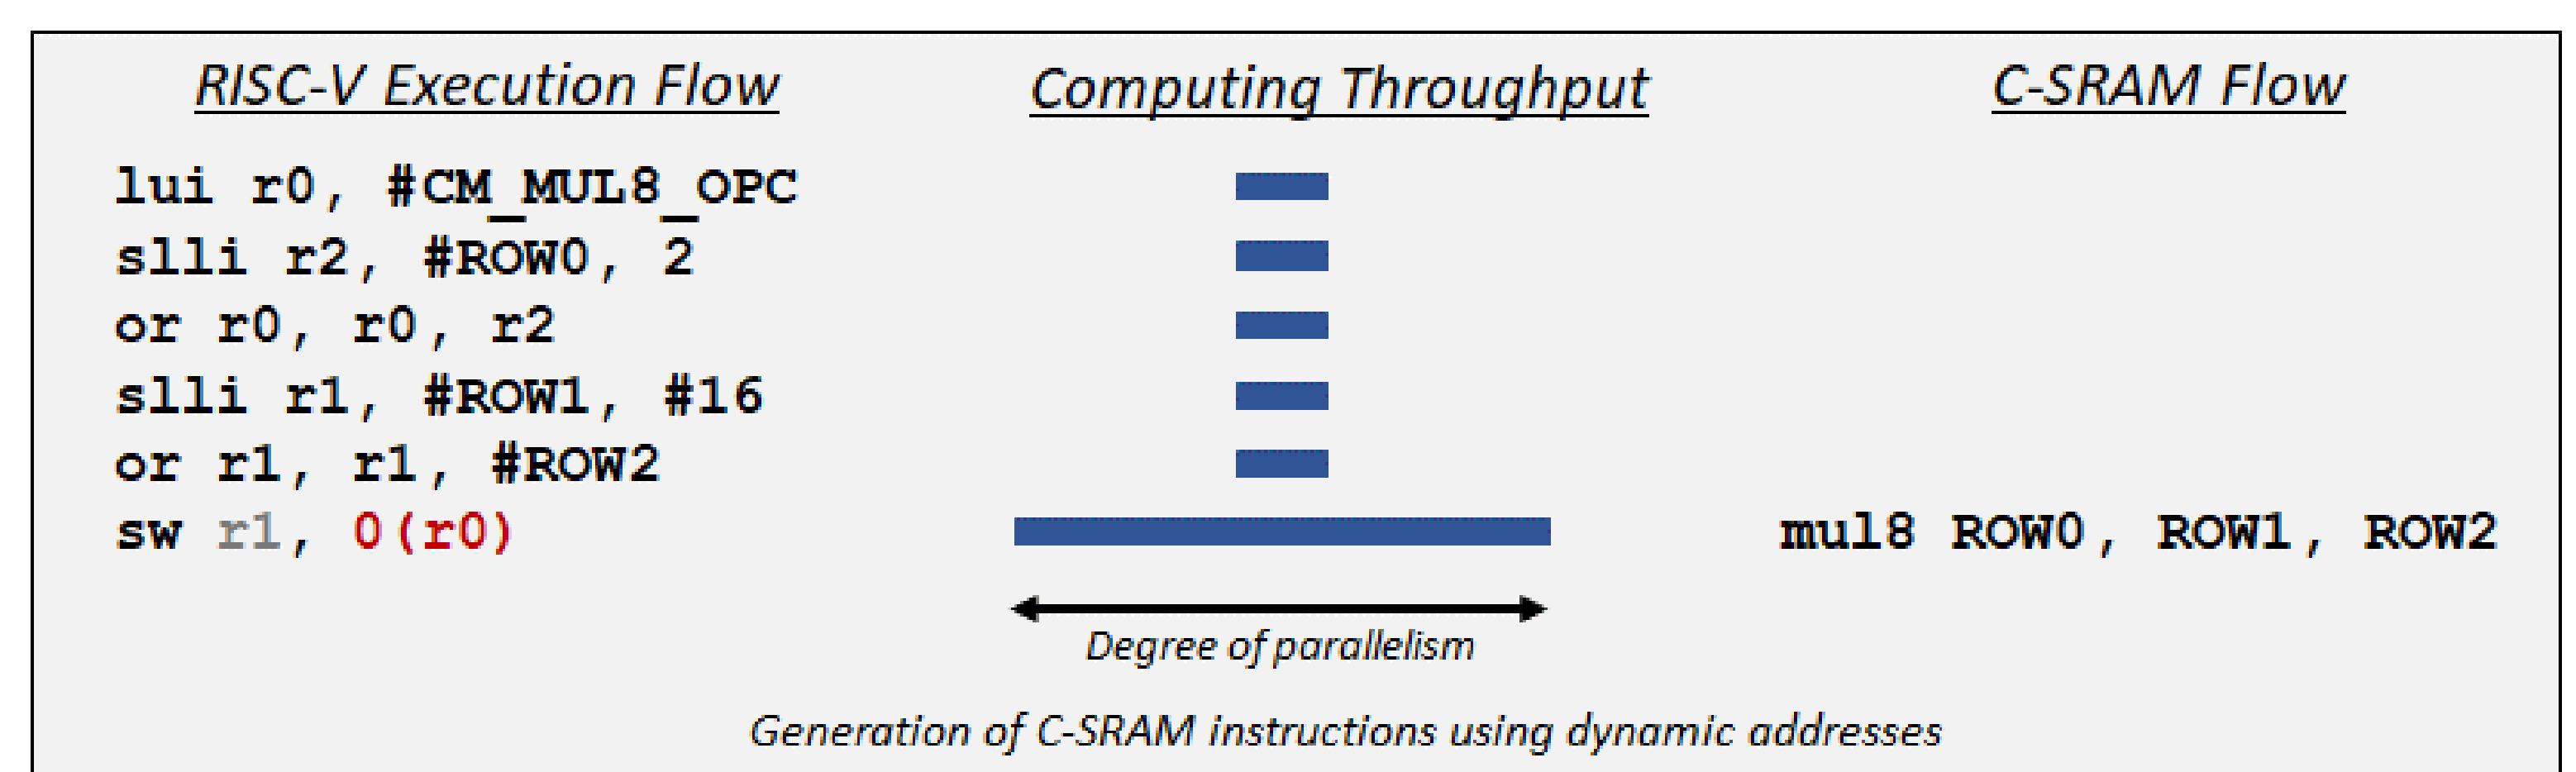 RISC-V Execution Flow
Computing Throughput
C-SRAM Flow
lui r0, #CM_MUL8_OPC
slli r2, #ROW0, 2
or r0, r0, r2
slli r1, #ROW1, #16
or r1, r1, #ROW2
sw r1, 0(r0)
mul8 ROW0, ROW1, ROW2
Degree of parallelism
Generation of C-SRAM instructions using dynamic addresses